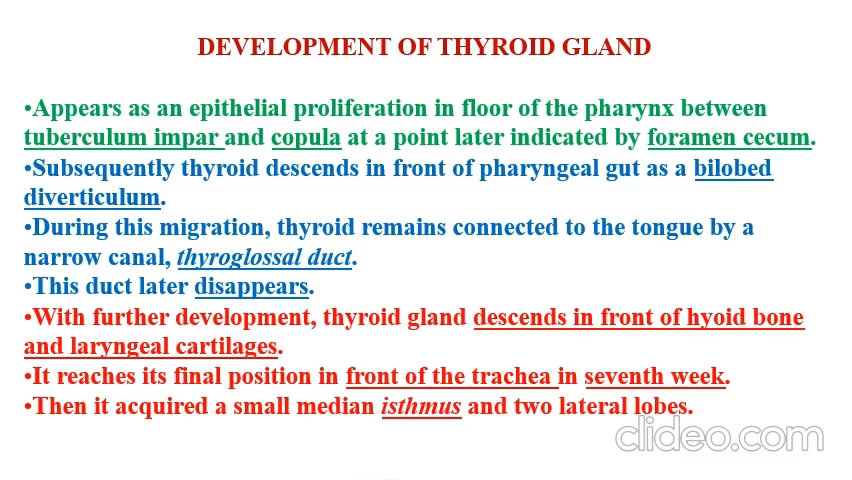 DEVELOPMENT OF THYROID GLAND
•Appears as an epithelial proliferation in floor of the pharynx between
tuberculum impar and copula at a point later indicated by foramen cecum.
•Subsequently thyroid descends in front of pharyngeal gut as a bilobed
diverticulum.
•During this migration, thyroid remains connected to the tongue by a
narrow canal, thyroglossal duct.
•This duct later disappears.
•With further development, thyroid gland descends in front of hyoid bone
and laryngeal cartilages.
•It reaches its final position in front of the trachea in seventh week.
•Then it acquired a small median isthmus and two lateral lobes.
clideo.com